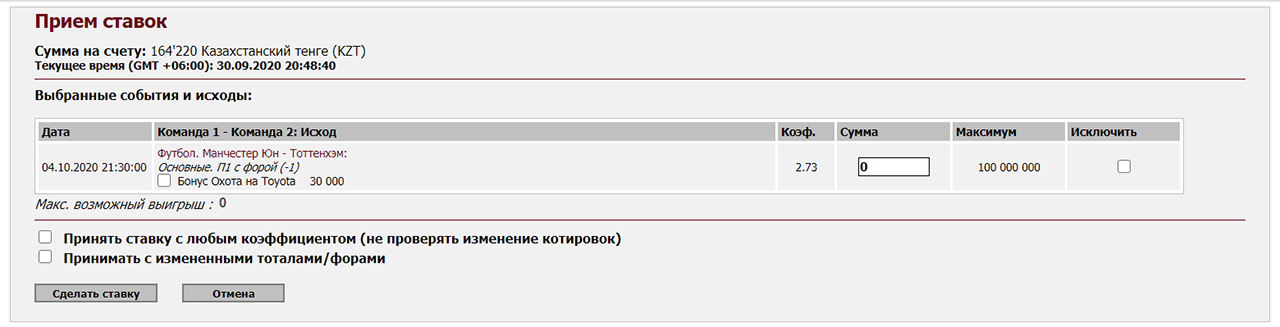 Прием ставок
Сумма на счету: 164'220 Казахстанский тенге (KZT)
Текущее время (GMT +06:00): 30.09.2020 20:48:40
Выбранные события и исходы:
Дата Команда 1 - Команда 2: Исход Коэф. Сумма Максимум Исключить
Футбол. Манчестер Юн - Тоттенхэм:
04.10.2020 21:30:00 Основные. П1 с форой (-1) 2.73 0 100 000 000
Бонус Охота на Toyota 30 000
Макс. возможный выигрыш : 0
Принять ставку с любым коэффициентом (не проверять изменение котировок)
Принимать с измененными тоталами/форами
Сделать ставку Отмена